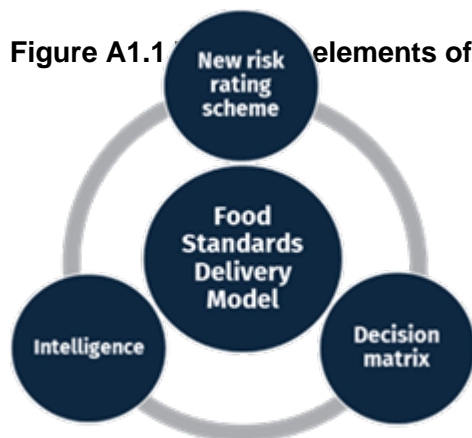 Figure A1.1 elements of
New risk
rating
scheme
Food
Standards
Delivery
Model
Intelligence
Decision
matrix